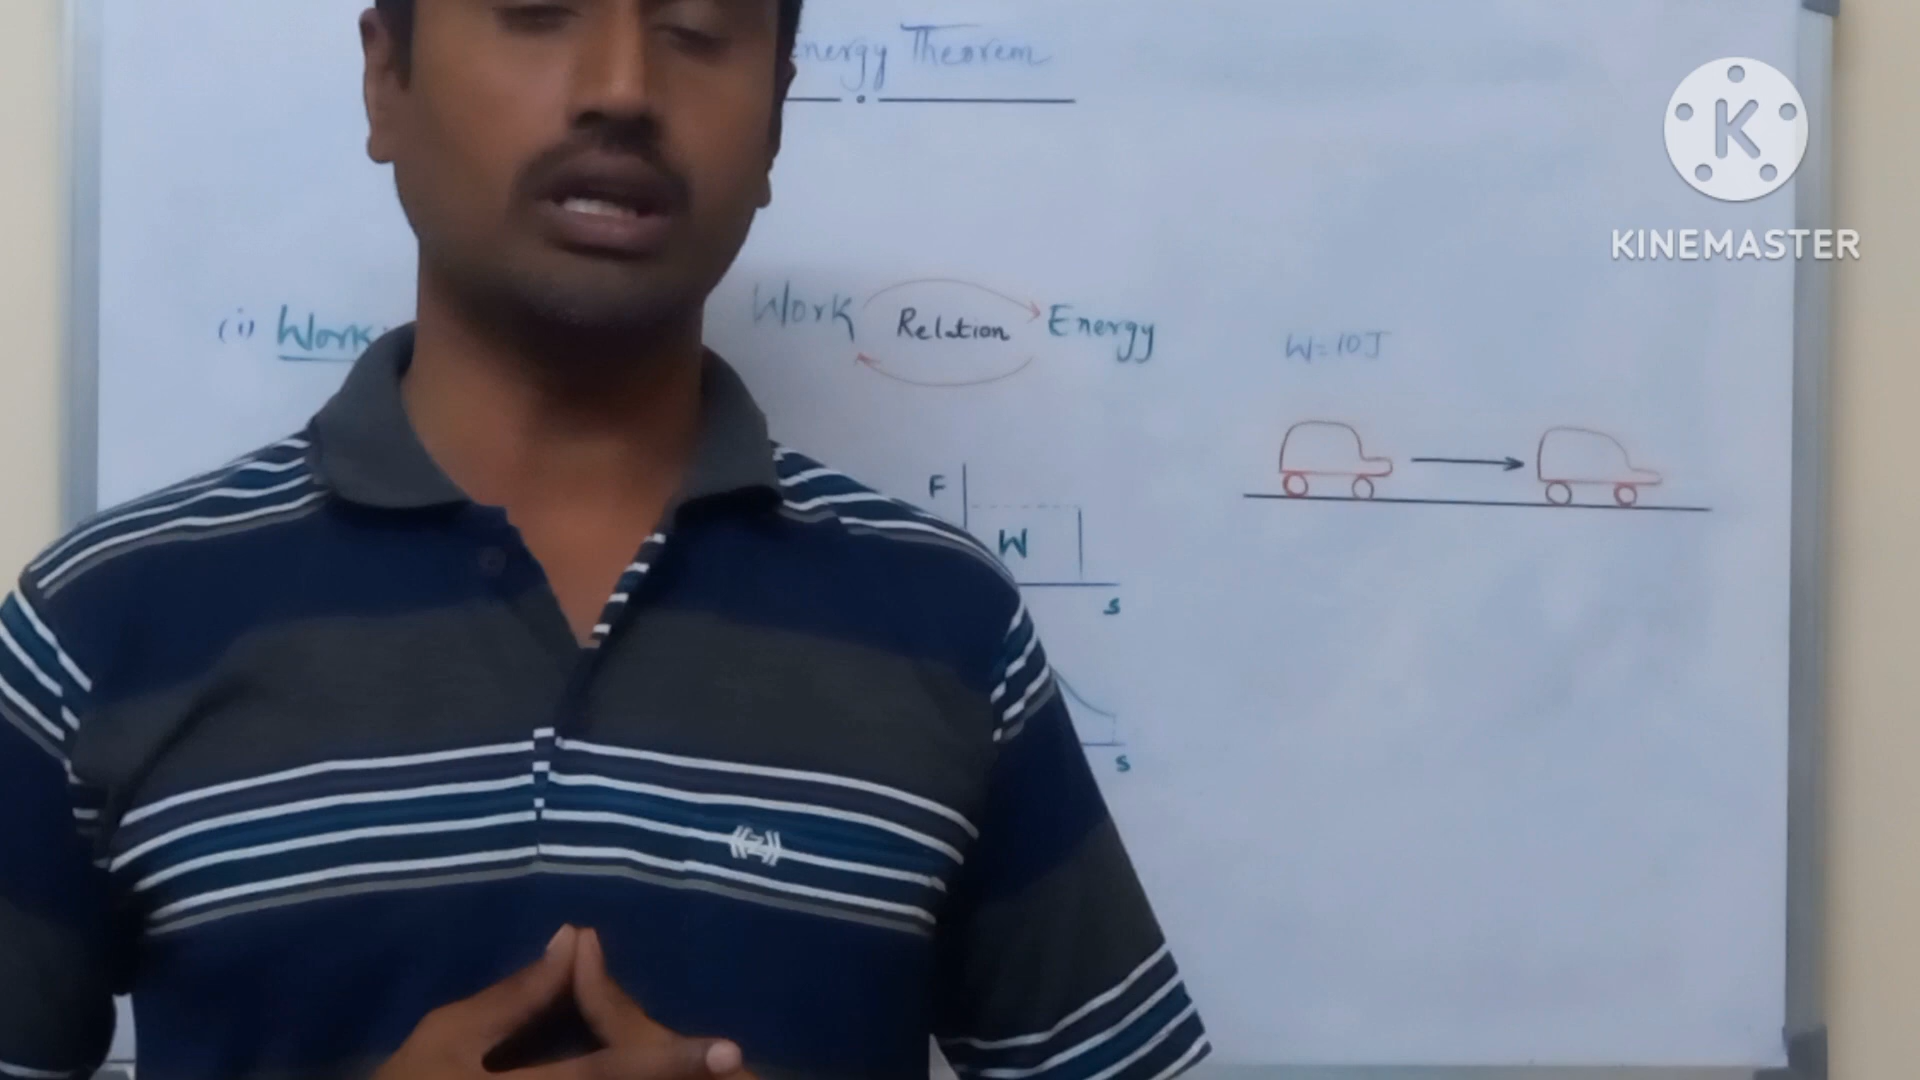 Energy Theorem
K
KINEMASTER
(i) Work
Work Relation Energy
W=10J
F
W
s
s